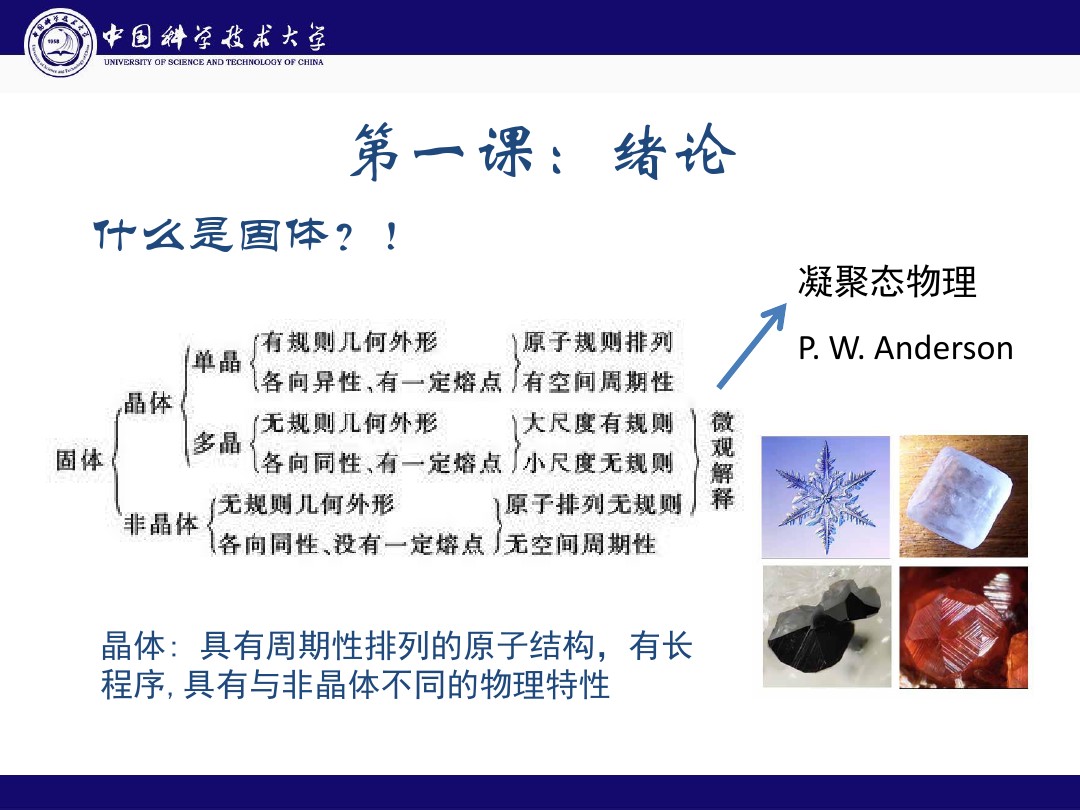 中国科学技术大学
UNIVERSITY OF SCIENCE AND TECHNOLOGY OF CHINA
1958
第一课：绪论
什么是固体？！
凝聚态物理
P. W. Anderson
固体
晶体
单晶
有规则几何外形
各向异性、有一定熔点
原子规则排列
有空间周期性
多晶
无规则几何外形
各向同性、有一定熔点
大尺度有规则
小尺度无规则
非晶体
无规则几何外形
各向同性、没有一定熔点
原子排列无规则
无空间周期性
微观解释
晶体：具有周期性排列的原子结构，有长
程序,具有与非晶体不同的物理特性